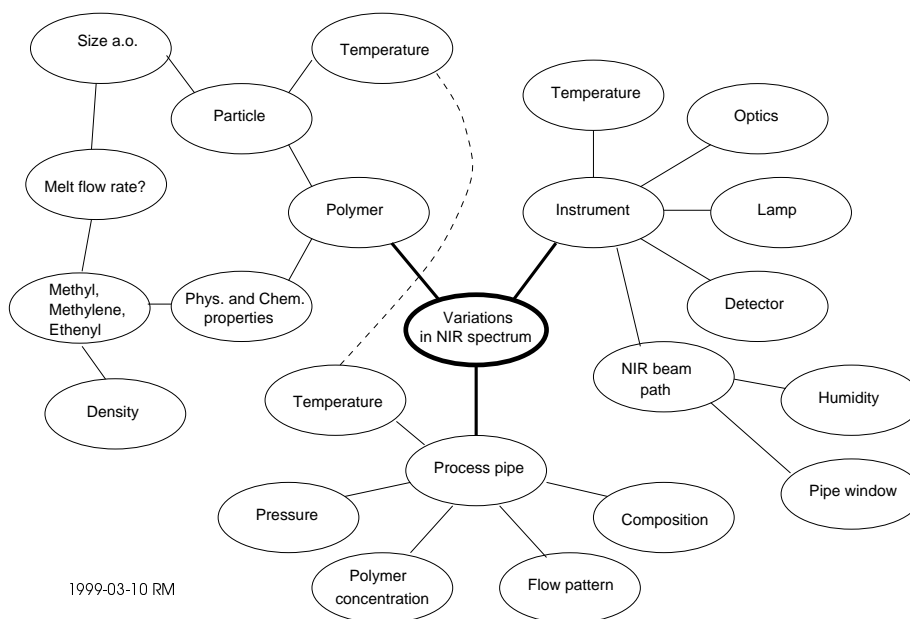 Size a.o.
Temperature
Temperature
Optics
Particle
Melt flow rate?
Polymer
Instrument
Lamp
Methyl,
Methylene,
Ethenyl
Phys. and Chem.
properties
Variations
in NIR spectrum
Detector
NIR beam
path
Density
Temperature
Humidity
Process pipe
Pipe window
Pressure
Composition
Polymer
concentration
Flow pattern
1999-03-10 RM